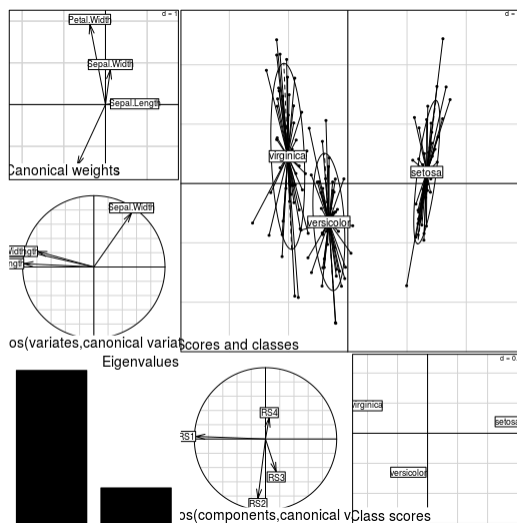 d = 1
Petal.Width
Sepal.Width
Sepal.Length
Canonical weights
virginica
setosa
versicolor
Scores and classes
Sepal.Width
os(variates,canonical variat
Eigenvalues
RS4
RS1
RS3
RS2
os(components,canonical v
virginica
setosa
versicolor
Class scores